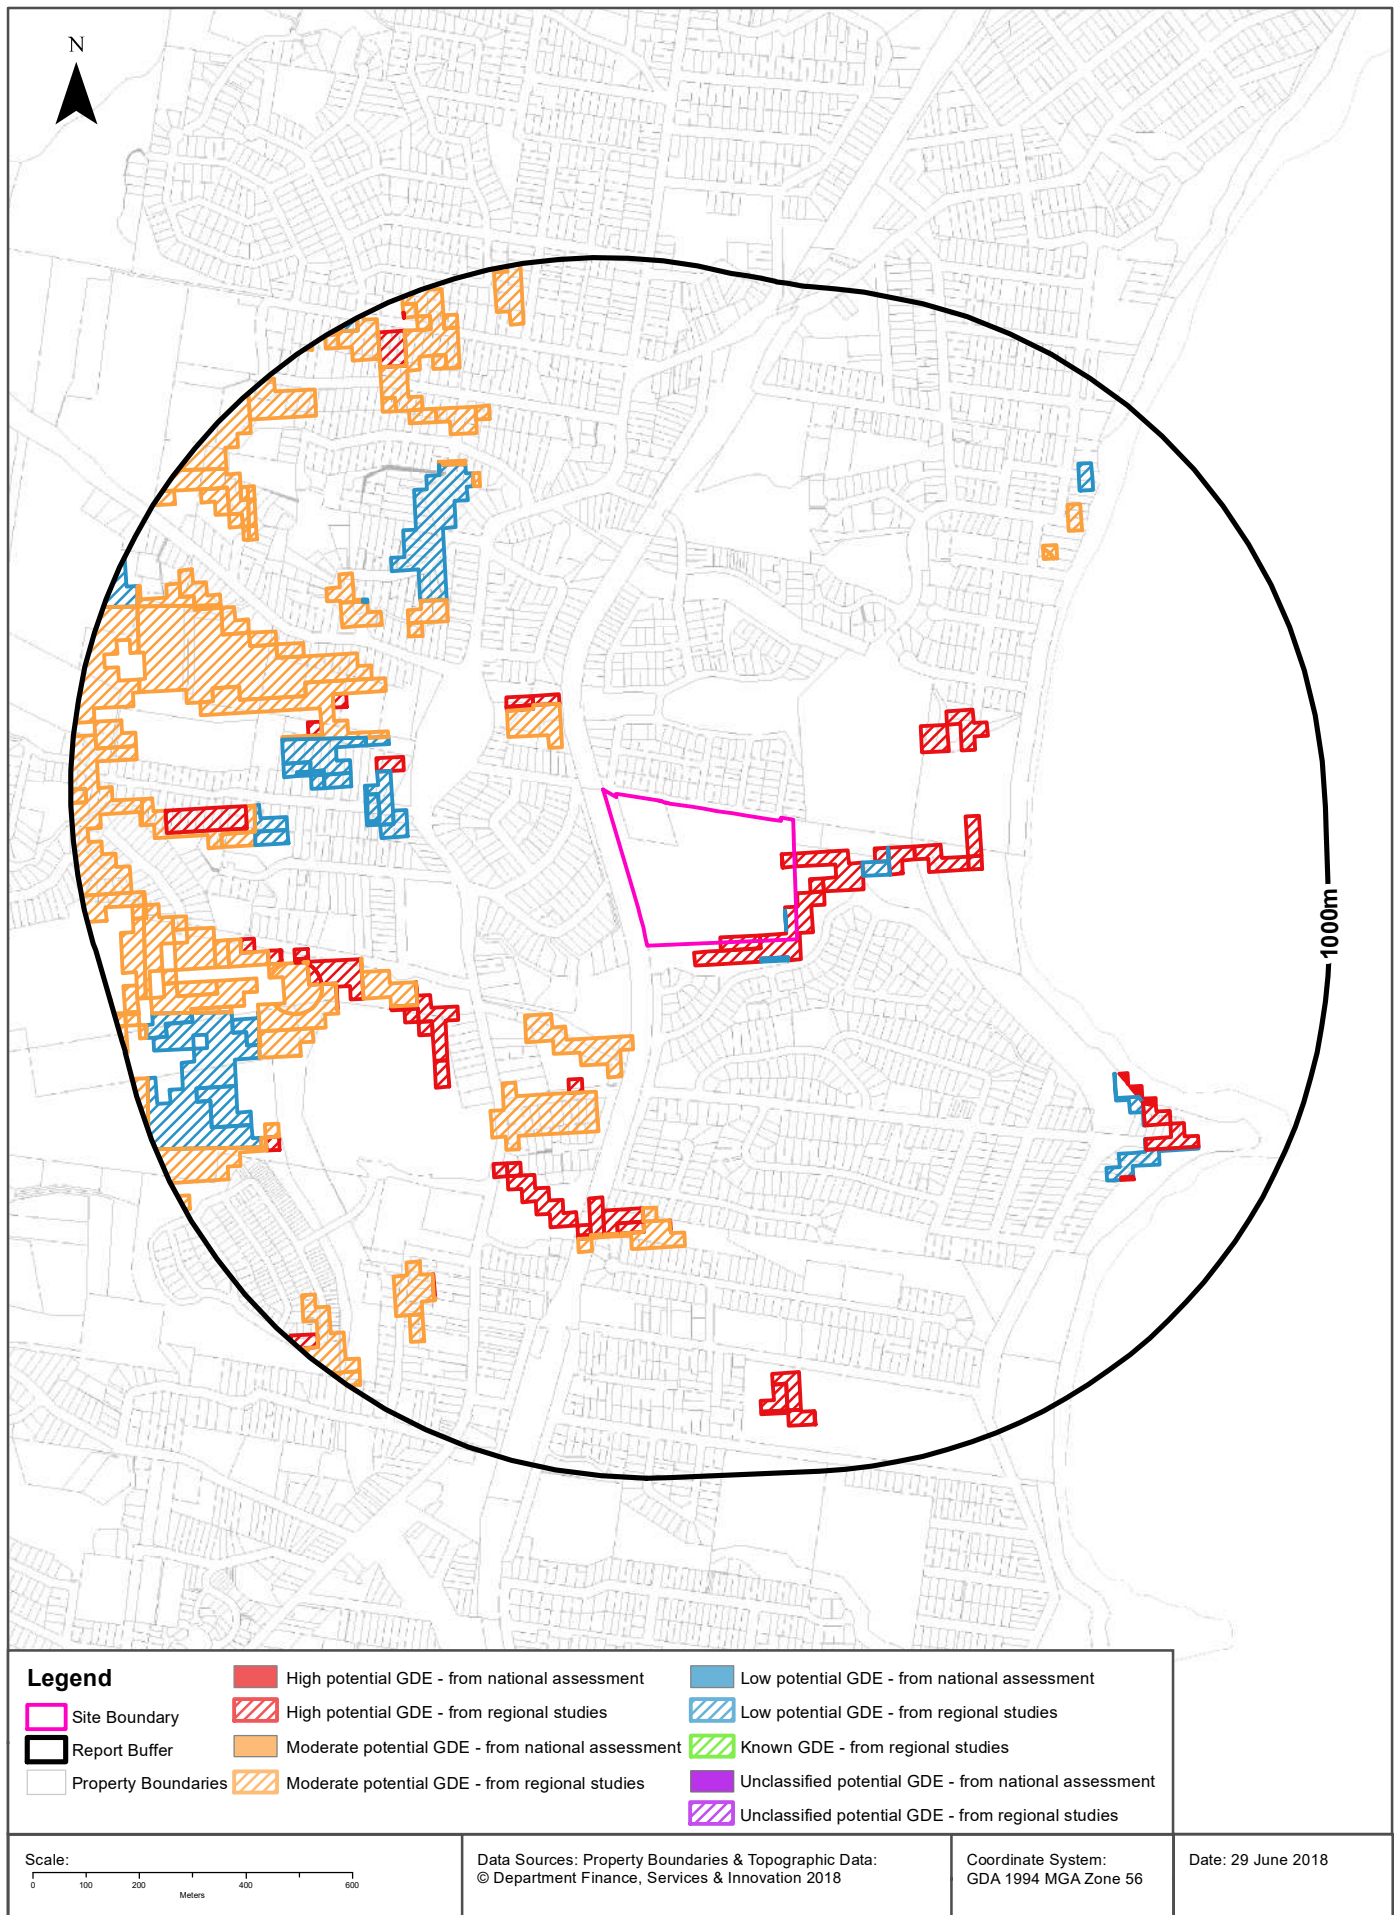 N
1000m
Legend
Site Boundary
Report Buffer
Property Boundaries
High potential GDE - from national assessment
High potential GDE - from regional studies
Moderate potential GDE - from national assessment
Moderate potential GDE - from regional studies
Low potential GDE - from national assessment
Low potential GDE - from regional studies
Known GDE - from regional studies
Unclassified potential GDE - from national assessment
Unclassified potential GDE - from regional studies
Scale:
0 100 200 400 600
Meters
Data Sources: Property Boundaries & Topographic Data:
© Department Finance, Services & Innovation 2018
Coordinate System:
GDA 1994 MGA Zone 56
Date: 29 June 2018